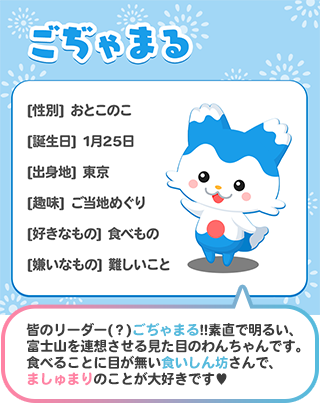 ごぢゃまる
[性別] おとこのこ
[誕生日] 1月25日
[出身地] 東京
[趣味] ご当地めぐり
[好きなもの] 食べもの
[嫌いなもの] 難しいこと
皆のリーダー(?)ごぢゃまる!!素直で明るい、
富士山を連想させる見た目のわんちゃんです。
食べることに目が無い食いしん坊さんで、
ましゅまりのことが大好きです♥